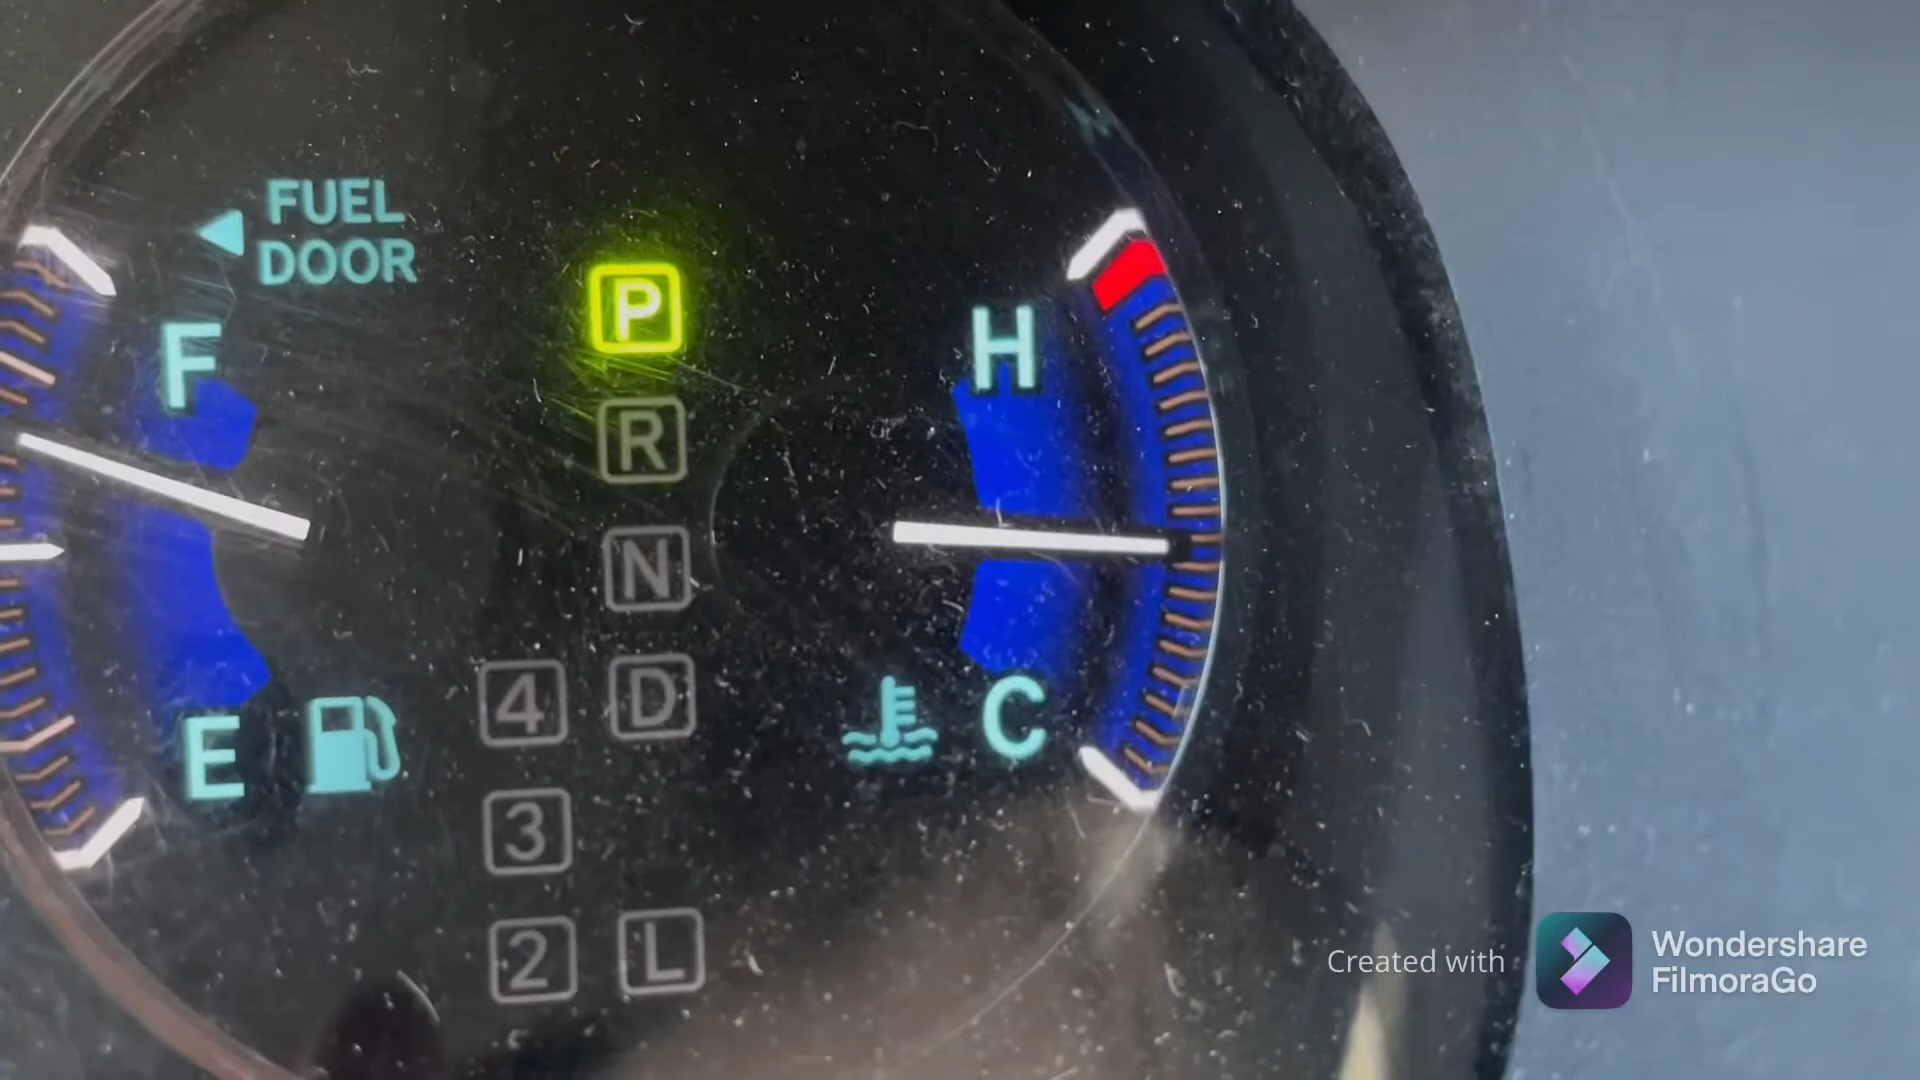 FUEL
DOOR
F
P
H
R
N
4 D
E
C
3
2 L
Created with
Wondershare
FilmoraGo